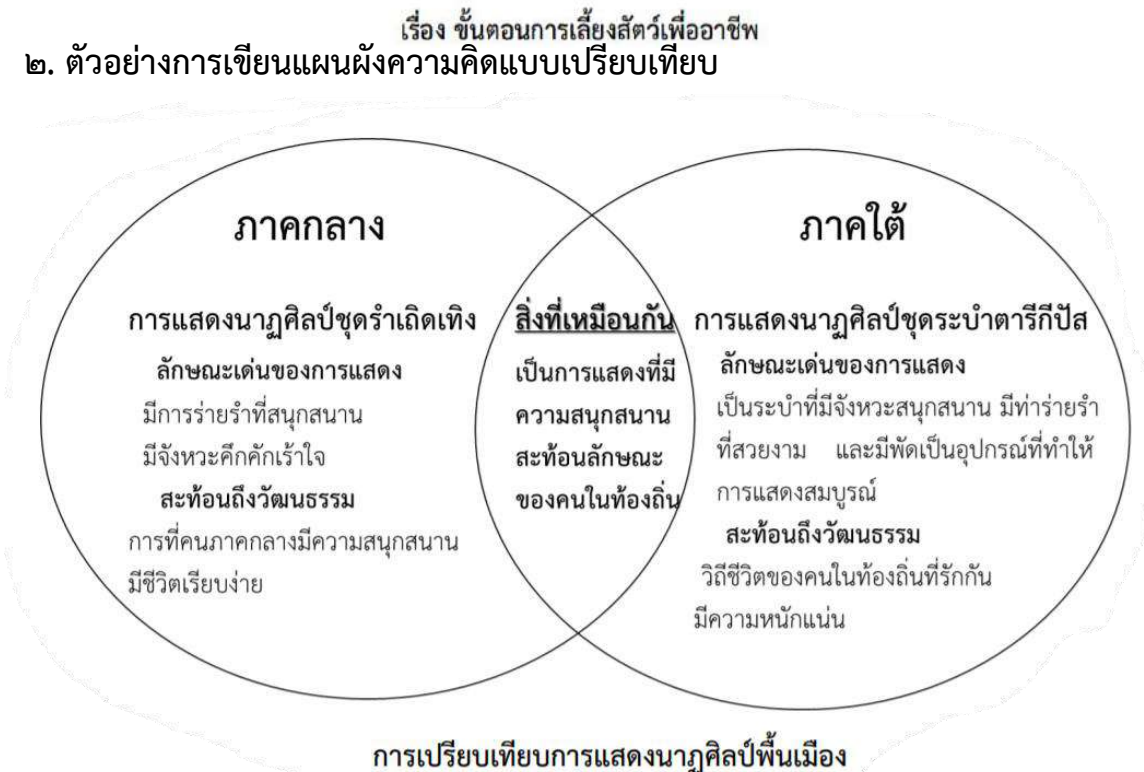 เรื่อง ขั้นตอนการเลี้ยงสัตว์เพื่ออาชีพ
๒. ตัวอย่างการเขียนแผนผังความคิดแบบเปรียบเทียบ
ภาคกลาง
การแสดงนาฏศิลป์ชุดรำเถิดเทิง
ลักษณะเด่นของการแสดง
มีการร่ายรำที่สนุกสนาน
มีจังหวะคึกคักเร้าใจ
สะท้อนถึงวัฒนธรรม
การที่คนภาคกลางมีความสนุกสนาน
มีชีวิตเรียบง่าย
สิ่งที่เหมือนกัน
เป็นการแสดงที่มี
ความสนุกสนาน
สะท้อนลักษณะ
ของคนในท้องถิ่น
ภาคใต้
การแสดงนาฏศิลป์ชุดระบำตารีกีปัส
ลักษณะเด่นของการแสดง
เป็นระบำที่มีจังหวะสนุกสนาน มีท่าร่ายรำ
ที่สวยงาม และมีพัดเป็นอุปกรณ์ที่ทำให้
การแสดงสมบูรณ์
สะท้อนถึงวัฒนธรรม
วิถีชีวิตของคนในท้องถิ่นที่รักกัน
มีความหนักแน่น
การเปรียบเทียบการแสดงนาฏศิลป์พื้นเมือง